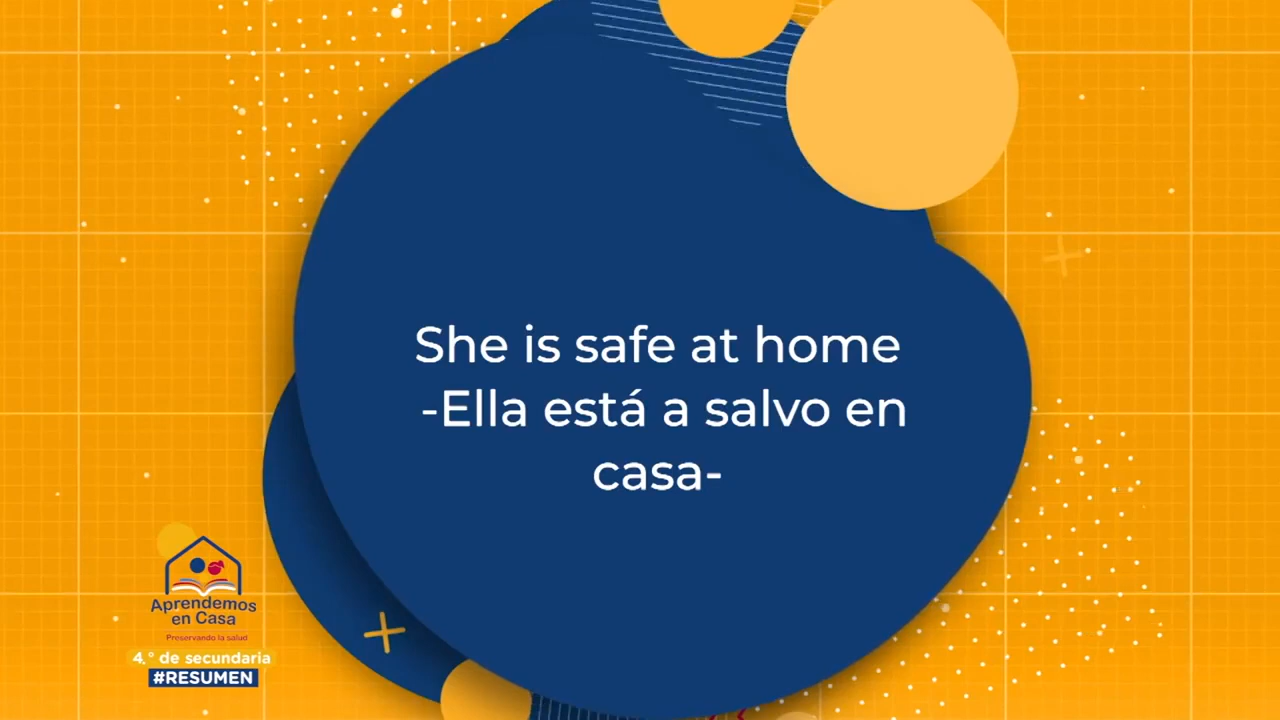 She is safe at home
-Ella está a salvo en
casa-
Aprendemos
en Casa
Preservando la salud
4.° de secundaria
#RESUMEN